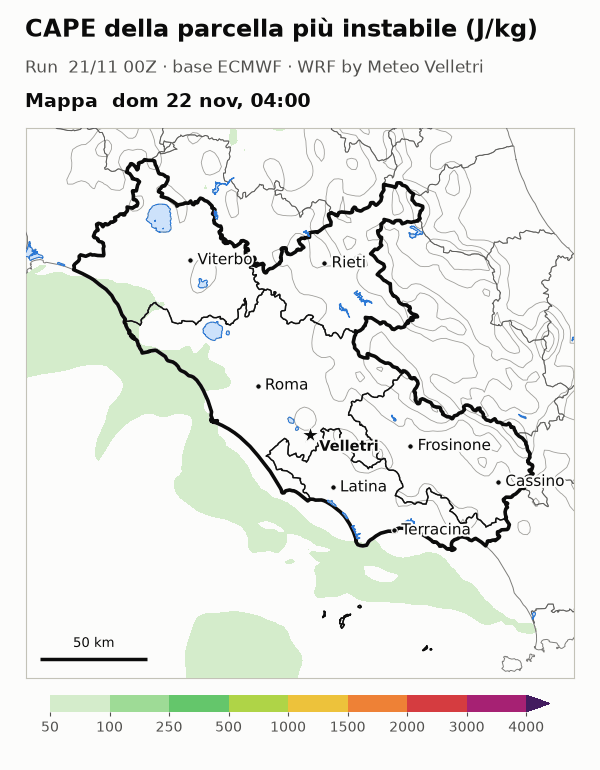 CAPE della parcella più instabile (J/kg)
Run  21/11 00Z · base ECMWF · WRF by Meteo Velletri
Mappa  dom 22 nov, 04:00
Viterbo
Rieti
Roma
Velletri
Frosinone
Cassino
Latina
Terracina
50 km
50 100 250 500 1000 1500 2000 3000 4000